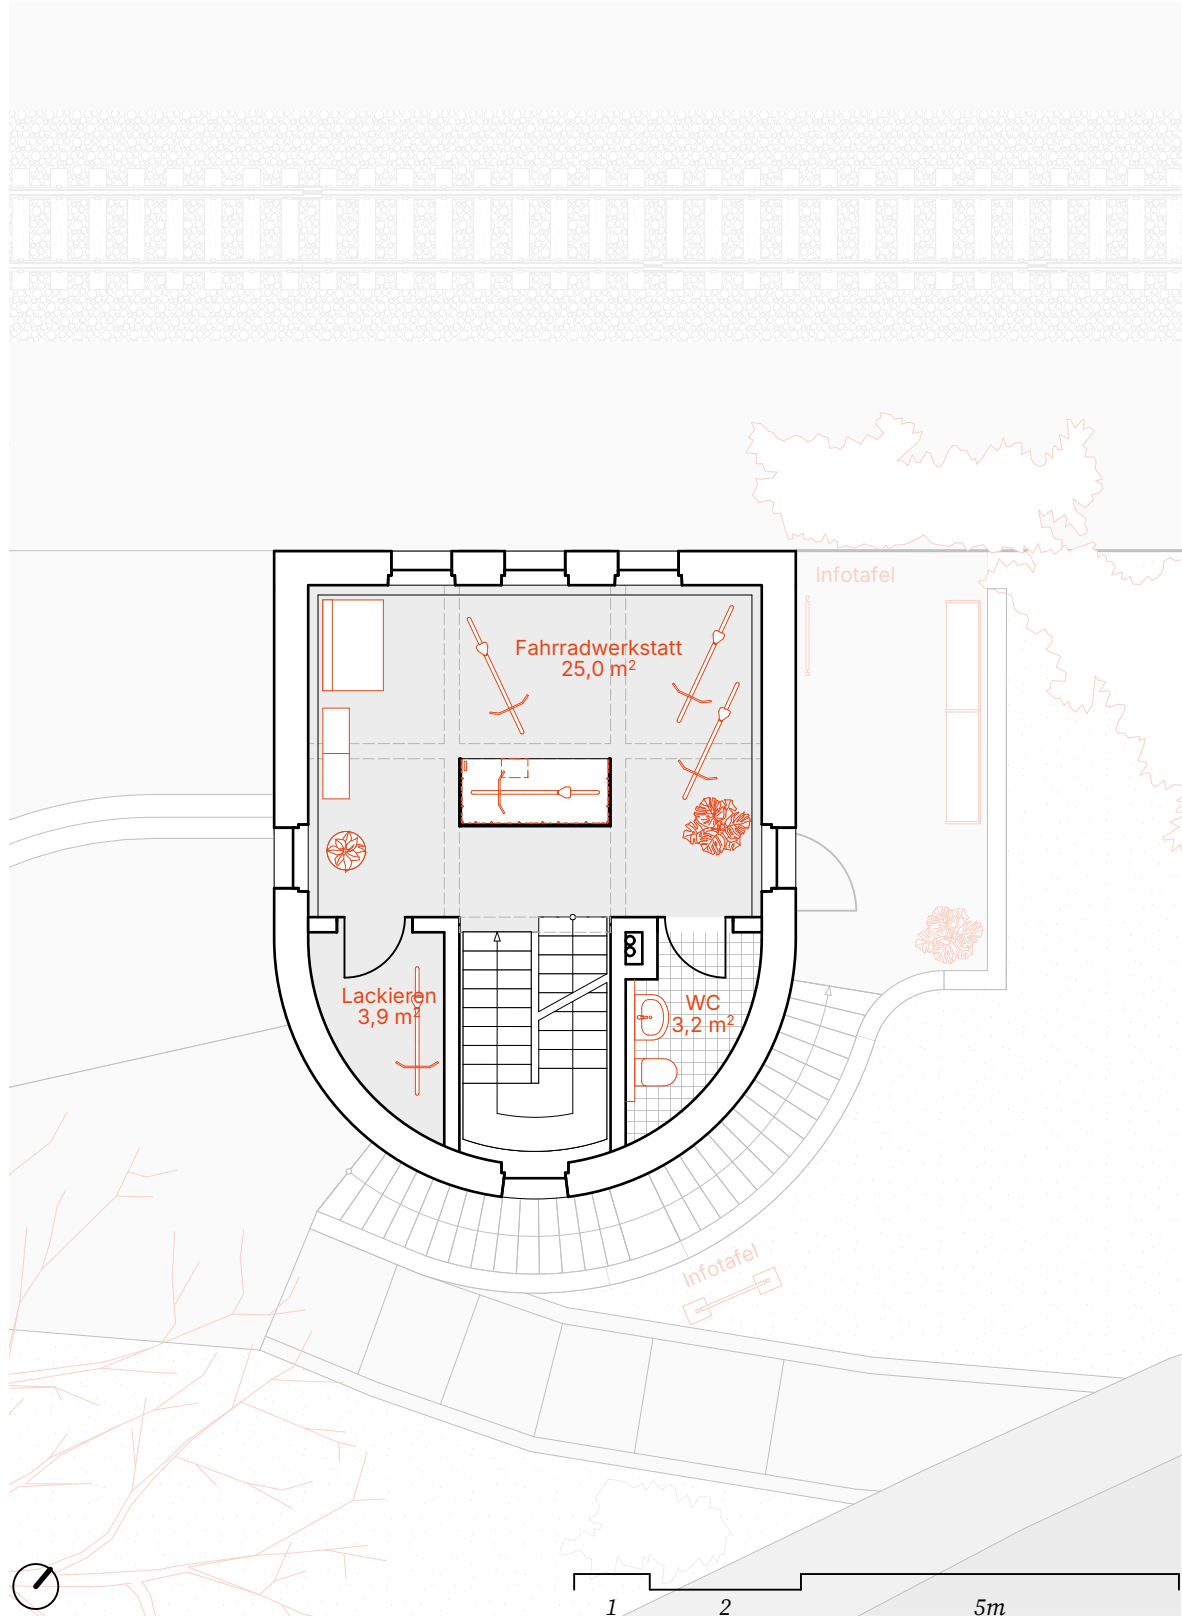 Infotafel
Fahrradwerkstatt
25,0 m²
Lackieren
3,9 m²
WC
3,2 m²
Infotafel
1
2
5m